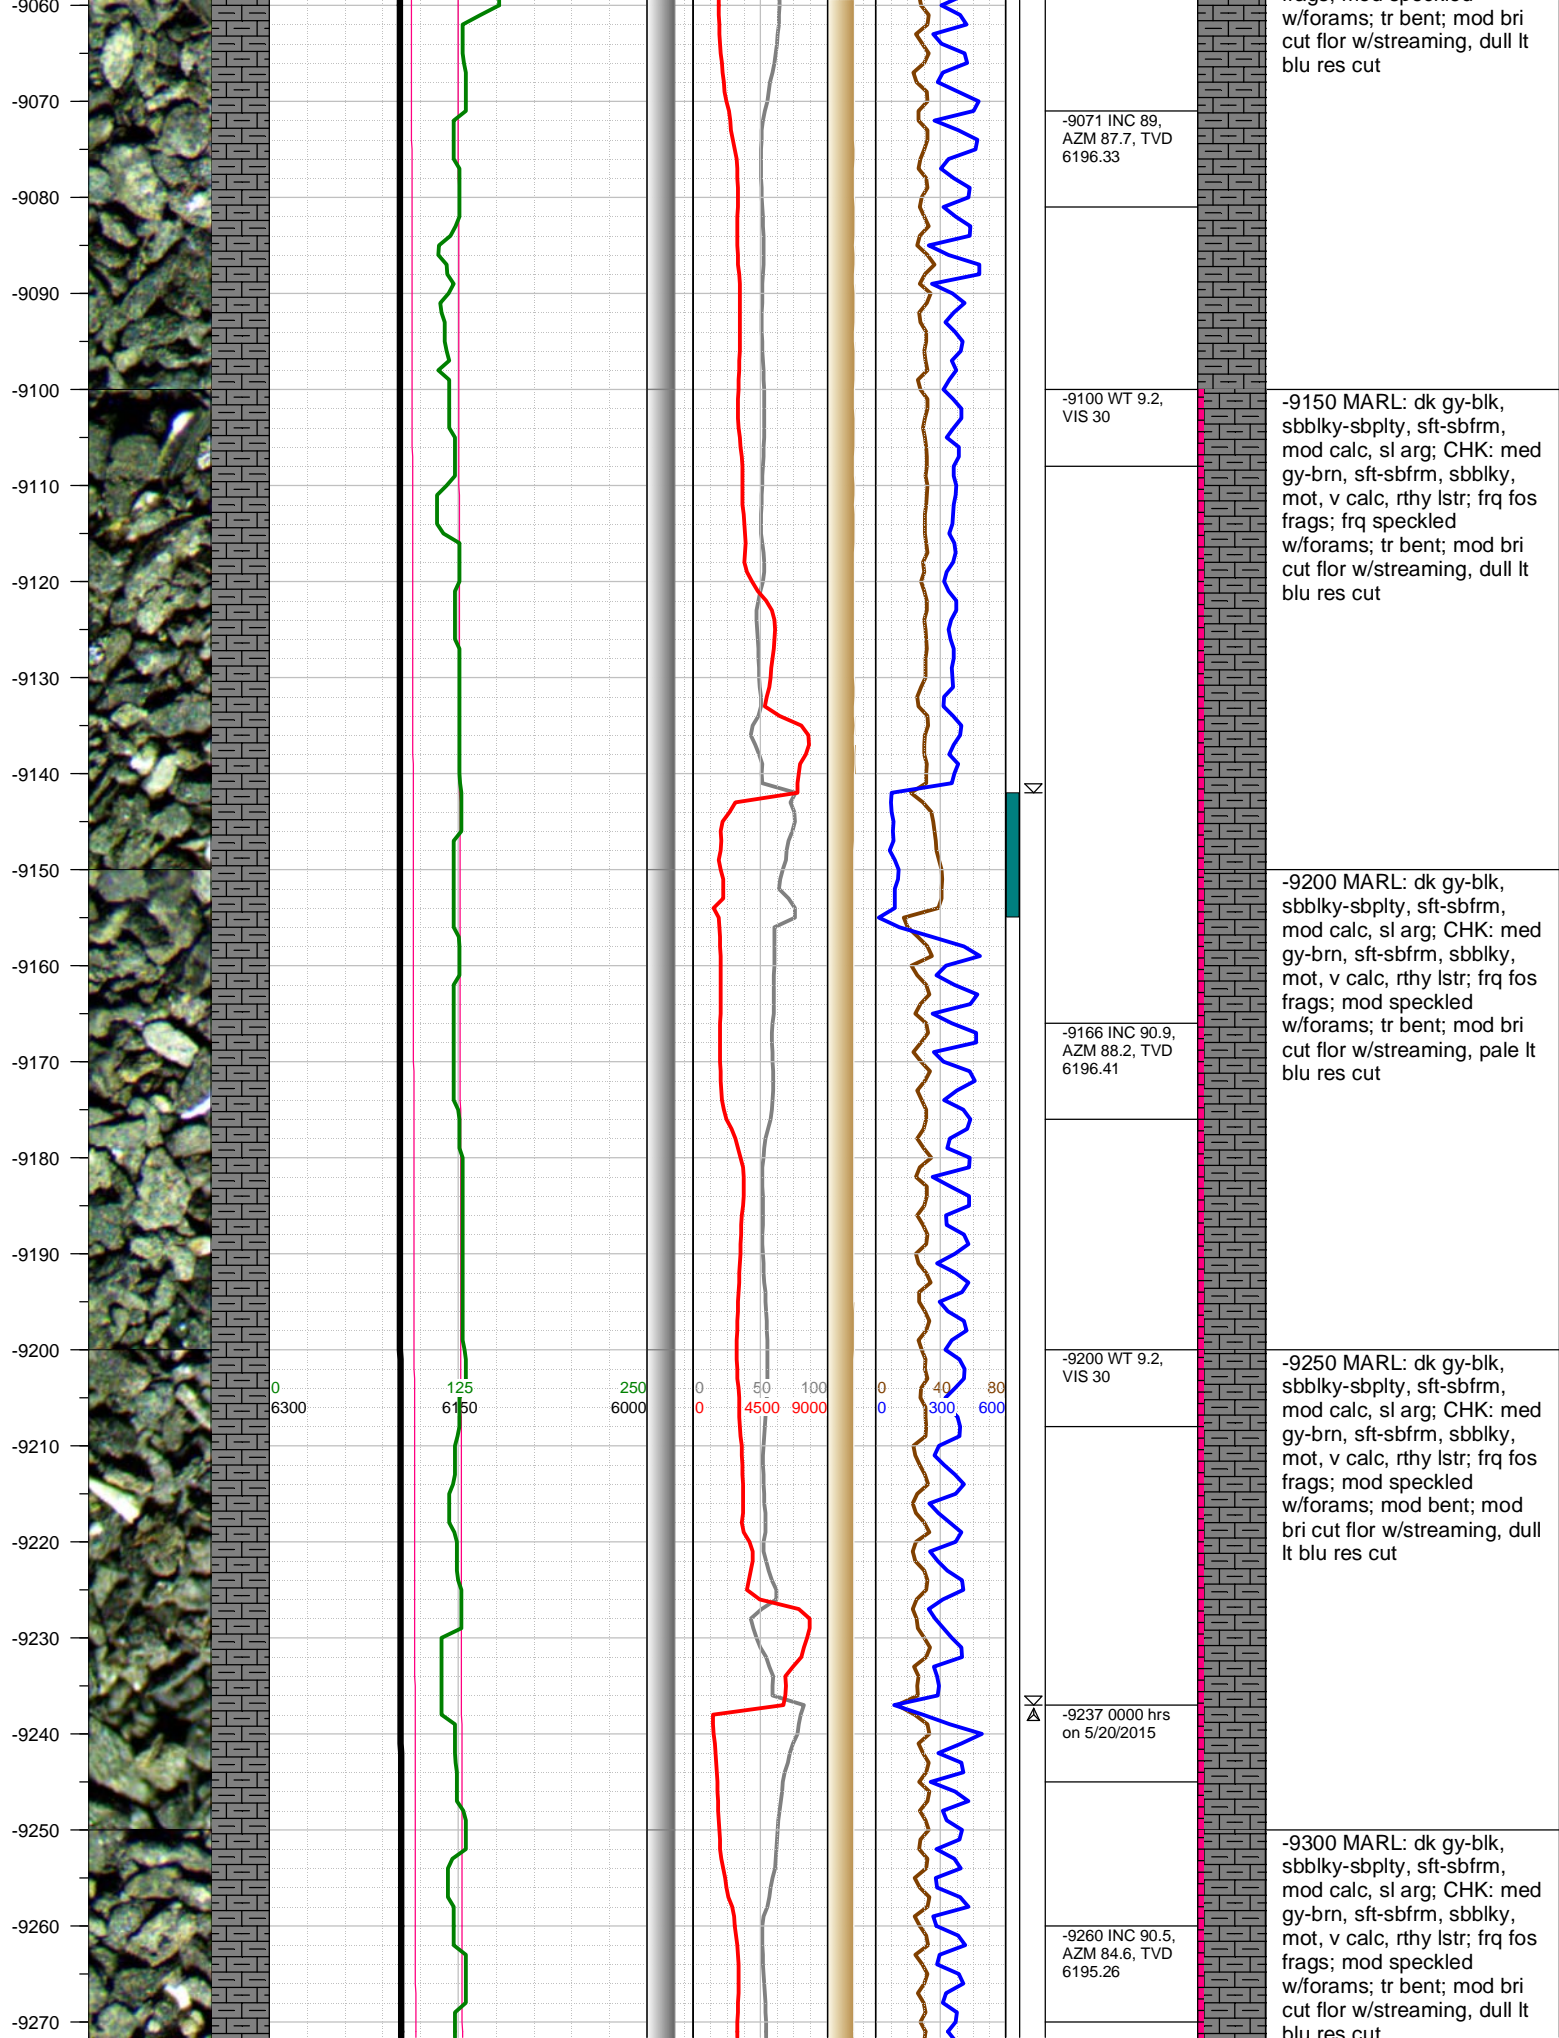 -9060
-9070
-9080
-9090
-9100
-9110
-9120
-9130
-9140
-9150
-9160
-9170
-9180
-9190
-9200
-9210
-9220
-9230
-9240
-9250
-9260
-9270
0 125 250
6300 6150 6000
0 50 100
0 4500 9000
0 40 80
0 300 600
-9071 INC 89,
AZM 87.7, TVD
6196.33
-9100 WT 9.2,
VIS 30
-9166 INC 90.9,
AZM 88.2, TVD
6196.41
-9200 WT 9.2,
VIS 30
-9237 0000 hrs
on 5/20/2015
-9260 INC 90.5,
AZM 84.6, TVD
6195.26
frags; mod speckled
w/forams; tr bent; mod bri
cut flor w/streaming, dull lt
blu res cut
-9150 MARL: dk gy-blk,
sbblky-sbplty, sft-sbfrm,
mod calc, sl arg; CHK: med
gy-brn, sft-sbfrm, sbblky,
mot, v calc, rthy lstr; frq fos
frags; frq speckled
w/forams; tr bent; mod bri
cut flor w/streaming, dull lt
blu res cut
-9200 MARL: dk gy-blk,
sbblky-sbplty, sft-sbfrm,
mod calc, sl arg; CHK: med
gy-brn, sft-sbfrm, sbblky,
mot, v calc, rthy lstr; frq fos
frags; mod speckled
w/forams; tr bent; mod bri
cut flor w/streaming, pale lt
blu res cut
-9250 MARL: dk gy-blk,
sbblky-sbplty, sft-sbfrm,
mod calc, sl arg; CHK: med
gy-brn, sft-sbfrm, sbblky,
mot, v calc, rthy lstr; frq fos
frags; mod speckled
w/forams; mod bent; mod
bri cut flor w/streaming, dull
lt blu res cut
-9300 MARL: dk gy-blk,
sbblky-sbplty, sft-sbfrm,
mod calc, sl arg; CHK: med
gy-brn, sft-sbfrm, sbblky,
mot, v calc, rthy lstr; frq fos
frags; mod speckled
w/forams; tr bent; mod bri
cut flor w/streaming, dull lt
blu res cut